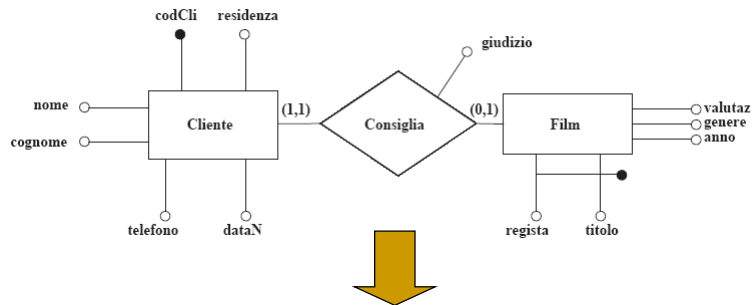 codCli residenza
giudizio
nome
(1,1)
(0,1)
valutaz
Cliente
Consiglia
Film
genere
anno
cognome
telefono
dataN
regista
titolo